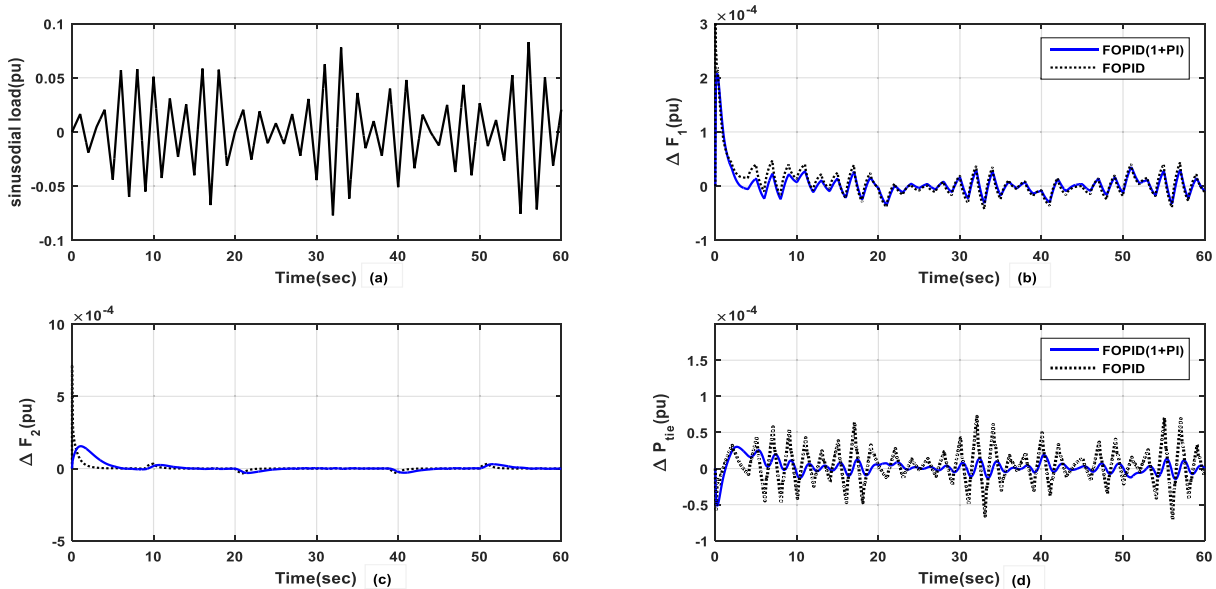 0.1
0.05
0
-0.05
-0.1
sinusodial load(pu)
0 10 20 30 40 50 60
Time(sec) (a)
×10⁻⁴
3
2
1
0
-1
Δ F₁(pu)
FOPID(1+PI)
FOPID
0 10 20 30 40 50 60
Time(sec) (b)
×10⁻⁴
10
5
0
-5
Δ F₂(pu)
0 10 20 30 40 50 60
Time(sec) (c)
×10⁻⁴
1
0.5
0
-0.5
-1
Δ Pₜᵢₑ(pu)
FOPID(1+PI)
FOPID
0 10 20 30 40 50 60
Time(sec) (d)